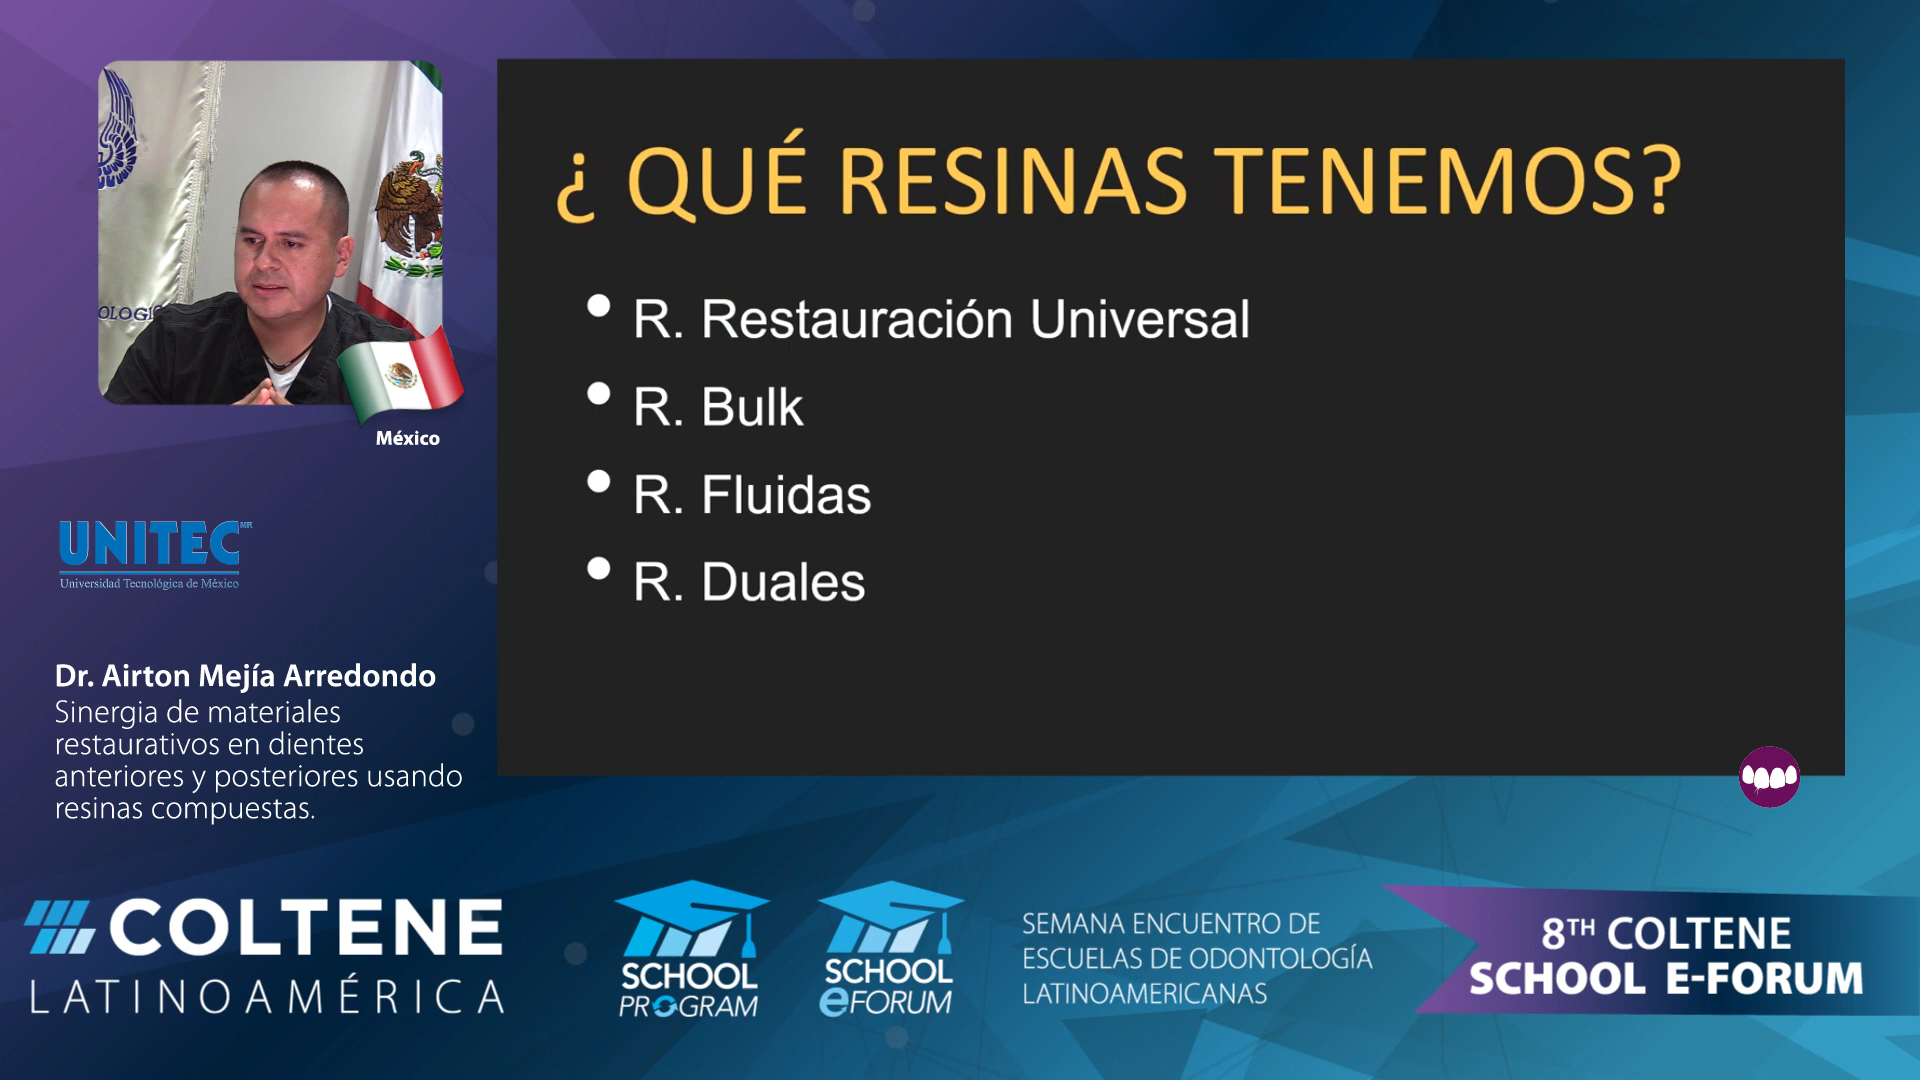 ¿ QUÉ RESINAS TENEMOS?
• R. Restauración Universal
• R. Bulk
• R. Fluidas
• R. Duales
OLOGÍ
México
UNITEC MR
Universidad Tecnológica de México
Dr. Airton Mejía Arredondo
Sinergia de materiales
restaurativos en dientes
anteriores y posteriores usando
resinas compuestas.
COLTENE
LATINOAMÉRICA
SCHOOL
PROGRAM
SCHOOL
eFORUM
SEMANA ENCUENTRO DE
ESCUELAS DE ODONTOLOGÍA
LATINOAMERICANAS
8TH COLTENE
SCHOOL E-FORUM